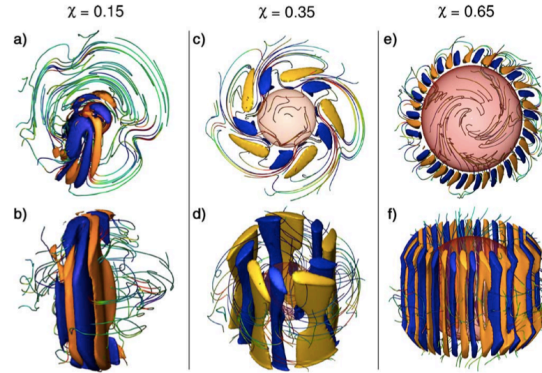 χ = 0.15 χ = 0.35 χ = 0.65
a) c) e)
b) d) f)